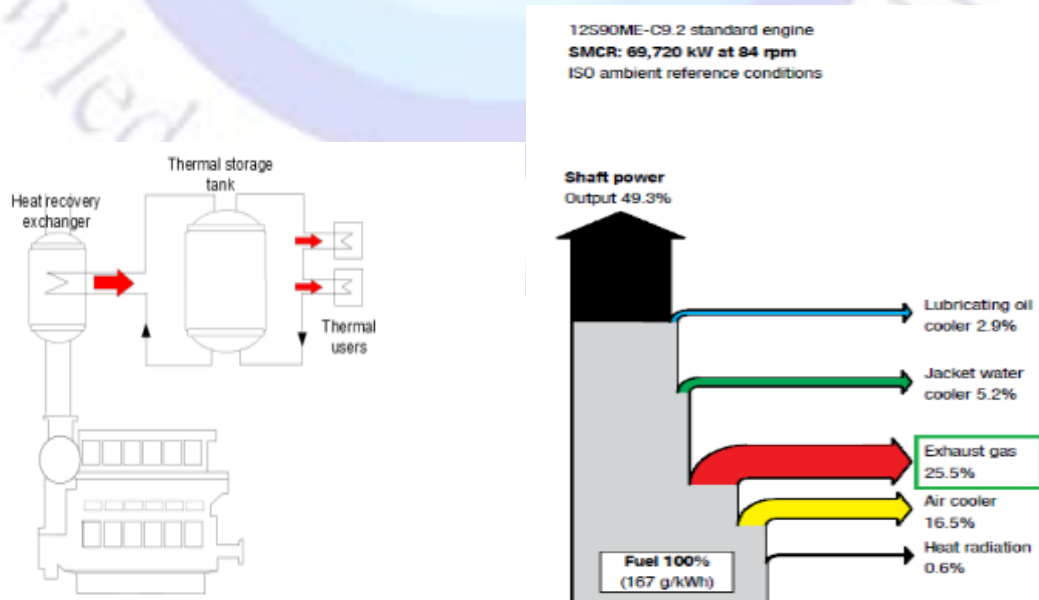 12S90ME-C9.2 standard engine
SMCR: 69,720 kW at 84 rpm
ISO ambient reference conditions
Thermal storage
tank
Heat recovery
exchanger
Thermal
users
Shaft power
Output 49.3%
Lubricating oil
cooler 2.9%
Jacket water
cooler 5.2%
Exhaust gas
25.5%
Air cooler
16.5%
Heat radiation
0.6%
Fuel 100%
(167 g/kWh)